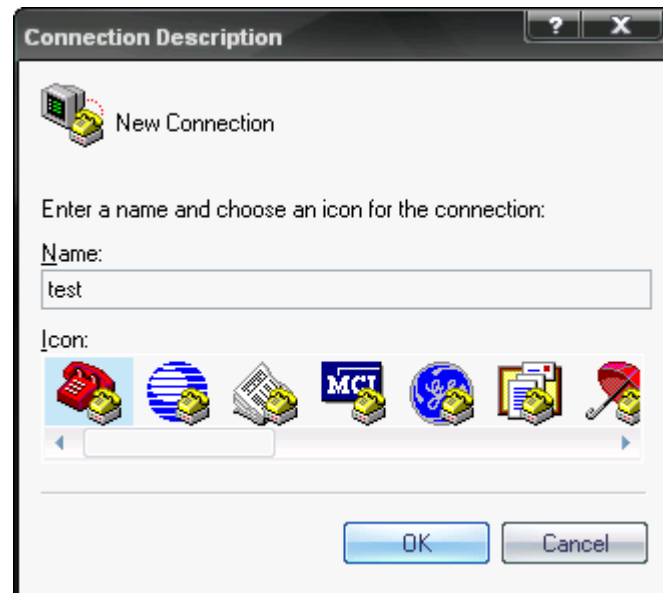 Connection Description
? X
New Connection
Enter a name and choose an icon for the connection:
Name:
test
Icon:
MCI
OK Cancel